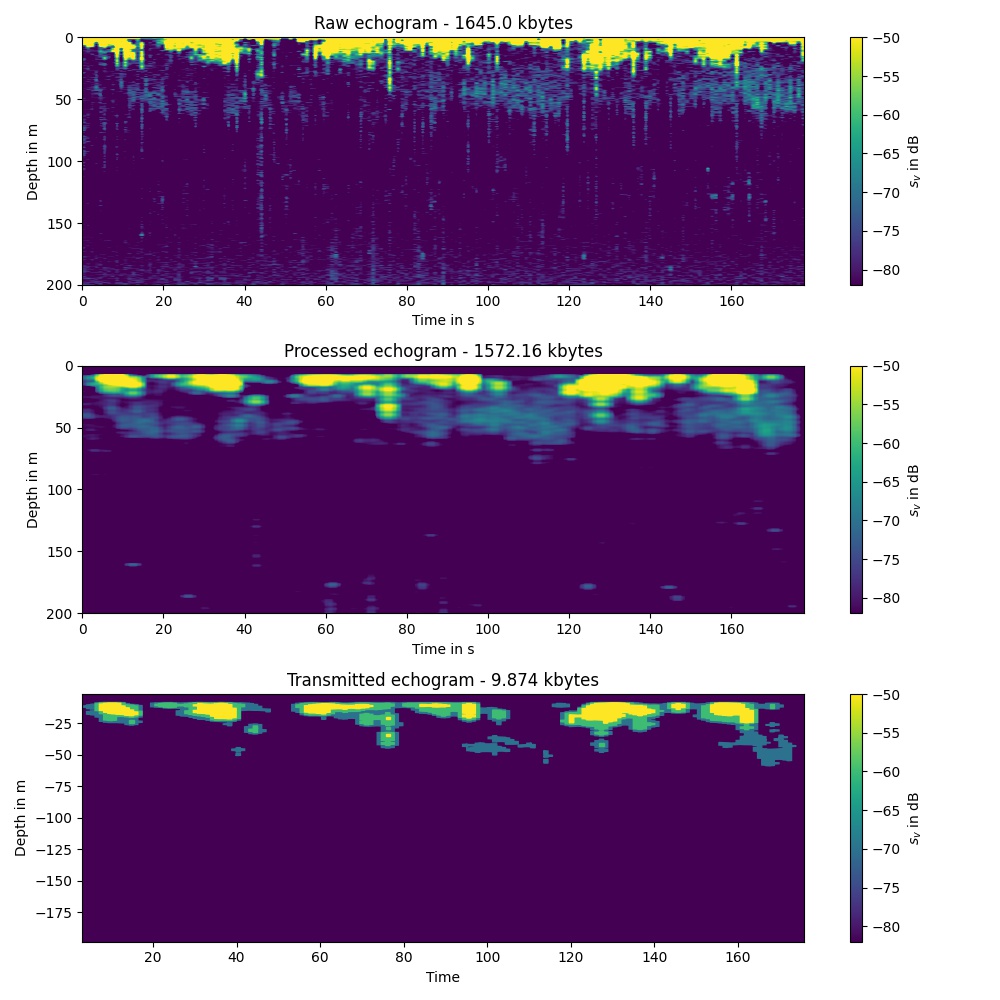 Raw echogram - 1645.0 kbytes
0
50
100
150
200
Depth in m
0 20 40 60 80 100 120 140 160
Time in s
−50
−55
−60
−65
−70
−75
−80
sv in dB
Processed echogram - 1572.16 kbytes
0
50
100
150
200
Depth in m
0 20 40 60 80 100 120 140 160
Time in s
−50
−55
−60
−65
−70
−75
−80
sv in dB
Transmitted echogram - 9.874 kbytes
−25
−50
−75
−100
−125
−150
−175
Depth in m
20 40 60 80 100 120 140 160
Time
−50
−55
−60
−65
−70
−75
−80
sv in dB